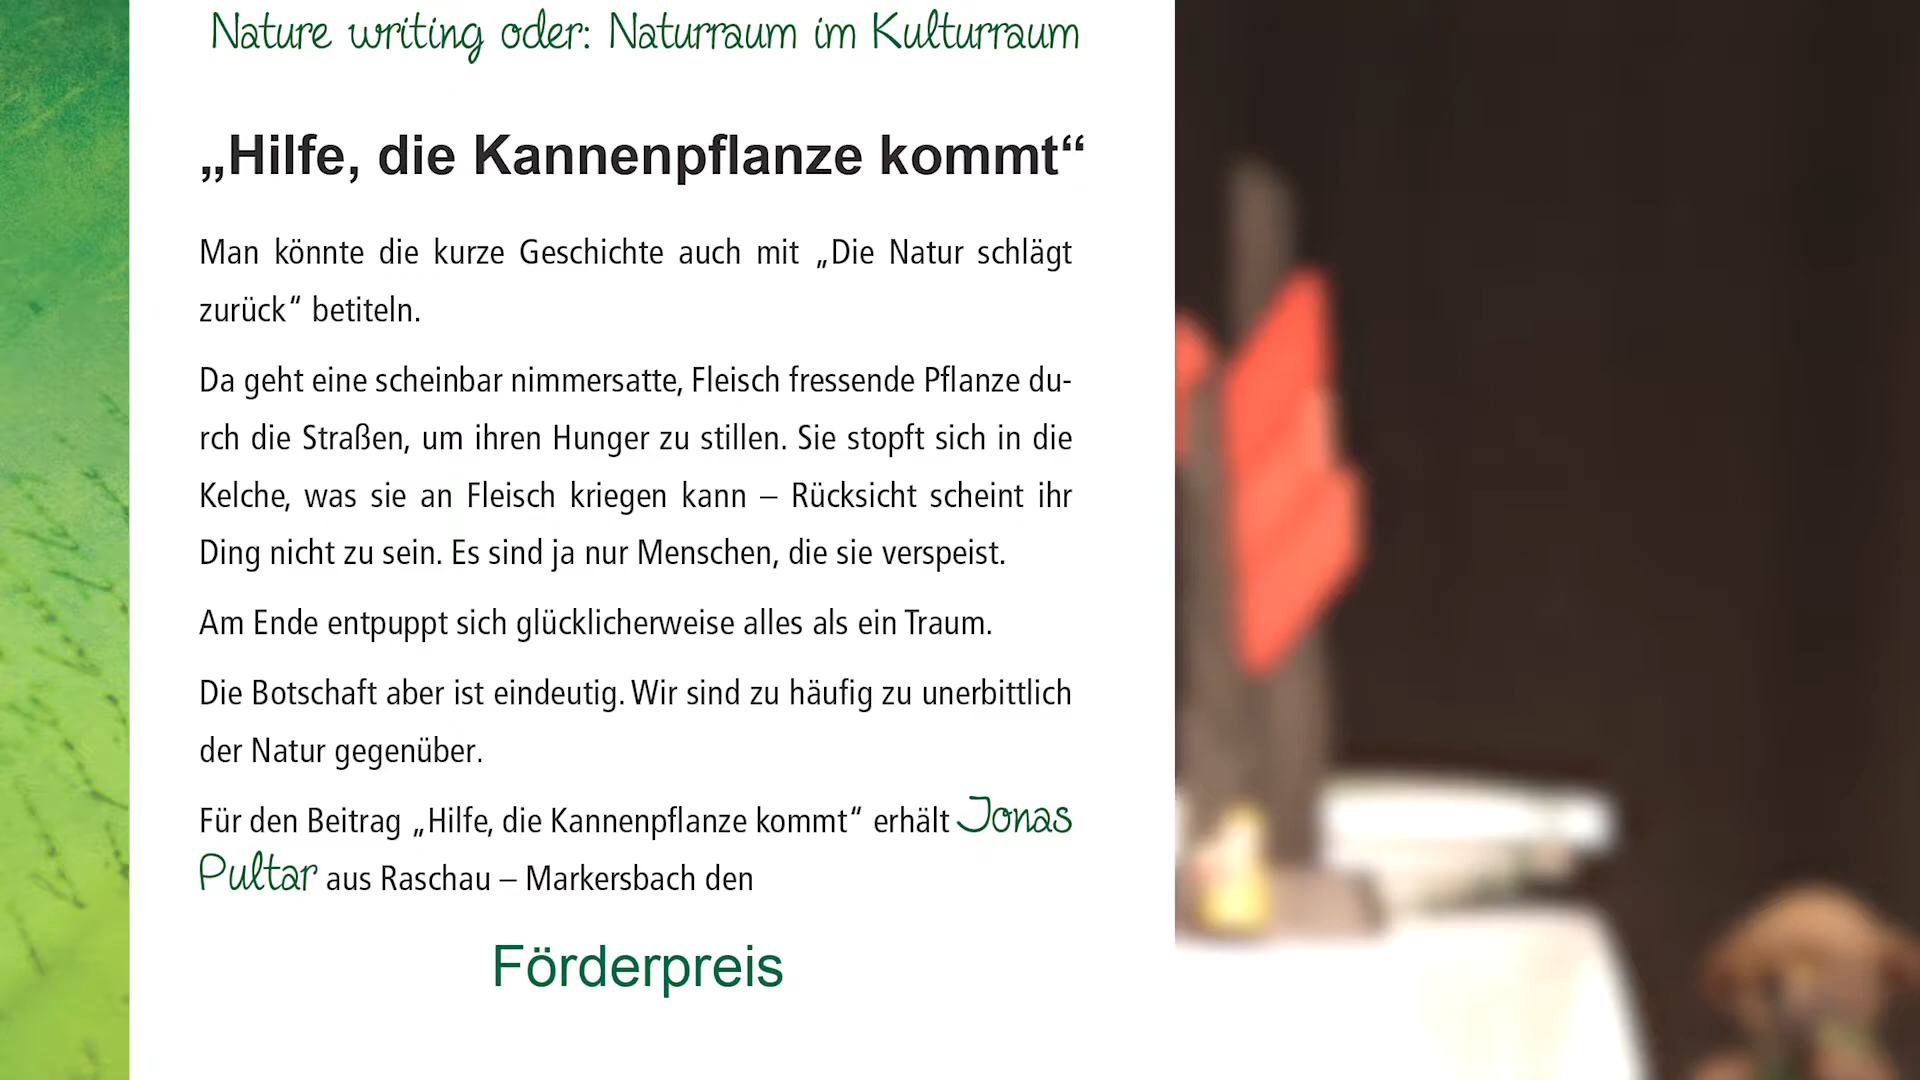 Nature writing oder: Naturraum im Kulturraum
„Hilfe, die Kannenpflanze kommt“
Man könnte die kurze Geschichte auch mit „Die Natur schlägt
zurück“ betiteln.
Da geht eine scheinbar nimmersatte, Fleisch fressende Pflanze du-
rch die Straßen, um ihren Hunger zu stillen. Sie stopft sich in die
Kelche, was sie an Fleisch kriegen kann – Rücksicht scheint ihr
Ding nicht zu sein. Es sind ja nur Menschen, die sie verspeist.
Am Ende entpuppt sich glücklicherweise alles als ein Traum.
Die Botschaft aber ist eindeutig. Wir sind zu häufig zu unerbittlich
der Natur gegenüber.
Für den Beitrag „Hilfe, die Kannenpflanze kommt“ erhält Jonas
Pultar aus Raschau – Markersbach den
Förderpreis